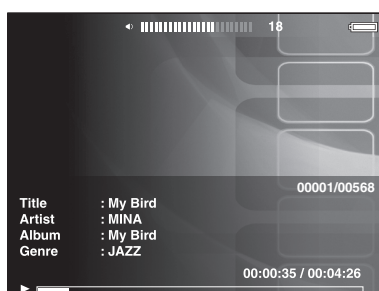 18
00001/00568
Title : My Bird
Artist : MINA
Album : My Bird
Genre : JAZZ
00:00:35 / 00:04:26